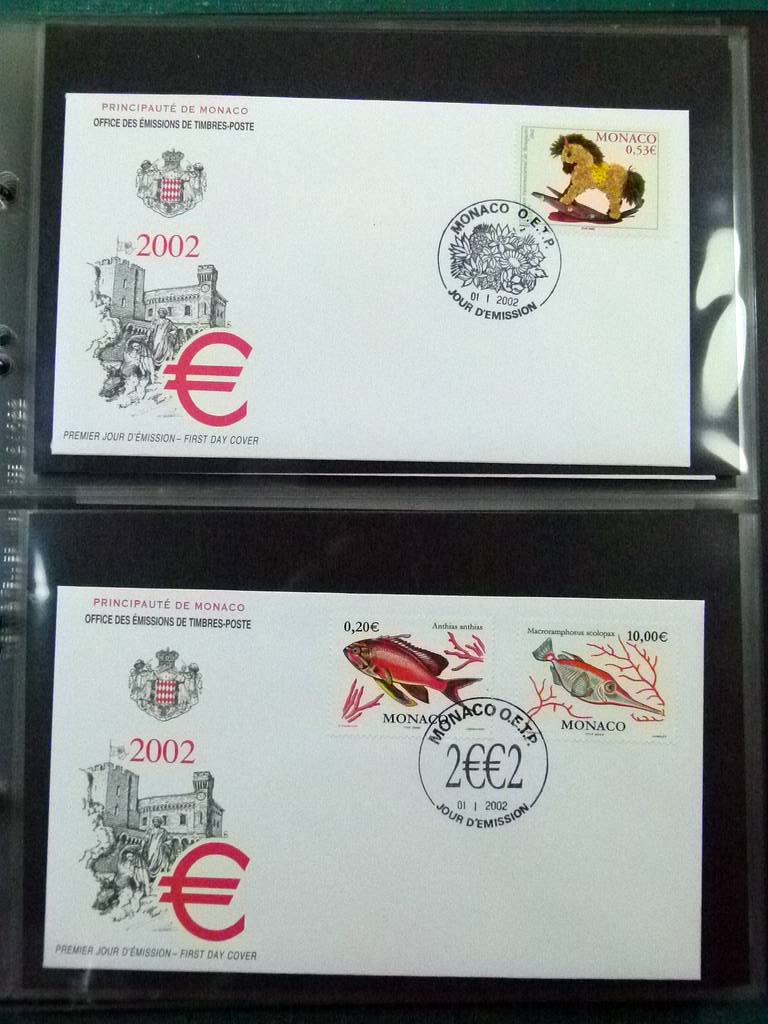 PRINCIPAUTÉ DE MONACO
OFFICE DES ÉMISSIONS DE TIMBRES-POSTE
2002
€
PREMIER JOUR D'ÉMISSION – FIRST DAY COVER
MONACO
0,53€
MONACO O.E.T.P.
01 I 2002
JOUR D'EMISSION
PRINCIPAUTÉ DE MONACO
OFFICE DES ÉMISSIONS DE TIMBRES-POSTE
2002
€
PREMIER JOUR D'ÉMISSION – FIRST DAY COVER
0,20€ Anthias anthias
MONACO
Macroramphosus scolopax 10,00€
MONACO
MONACO O.E.T.P.
2€€2
01 I 2002
JOUR D'EMISSION